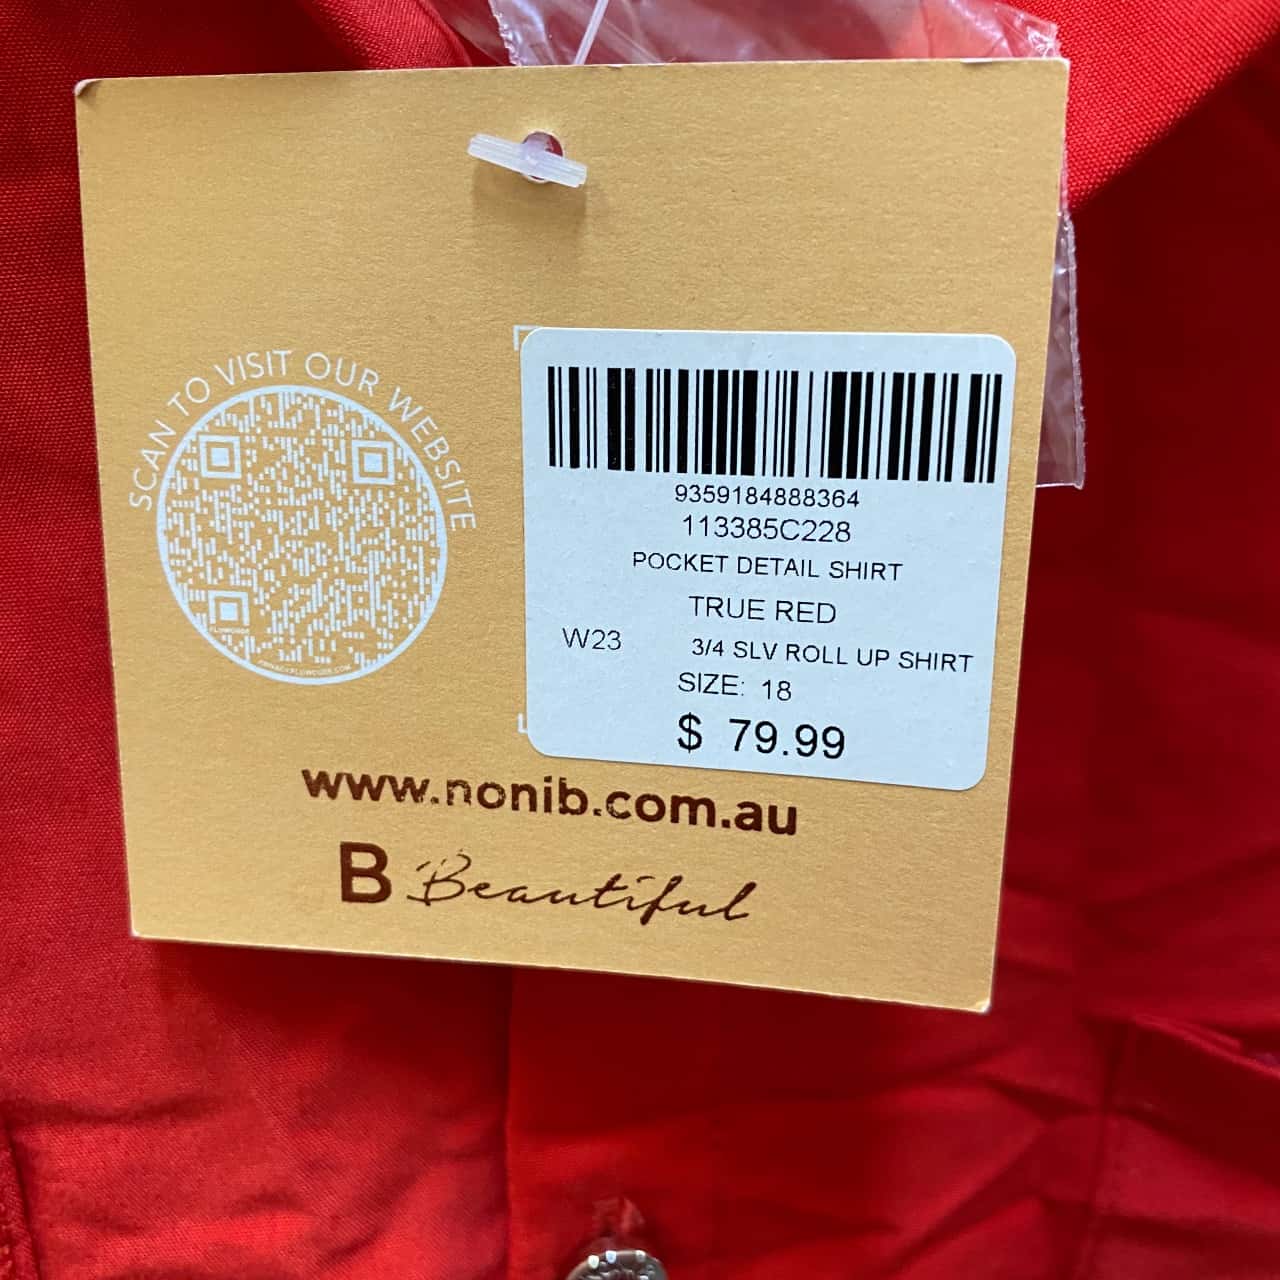 SCAN TO VISIT OUR WEBSITE
9359184888364
113385C228
POCKET DETAIL SHIRT
TRUE RED
W23 3/4 SLV ROLL UP SHIRT
SIZE: 18
$ 79.99
www.nonib.com.au
B Beautiful